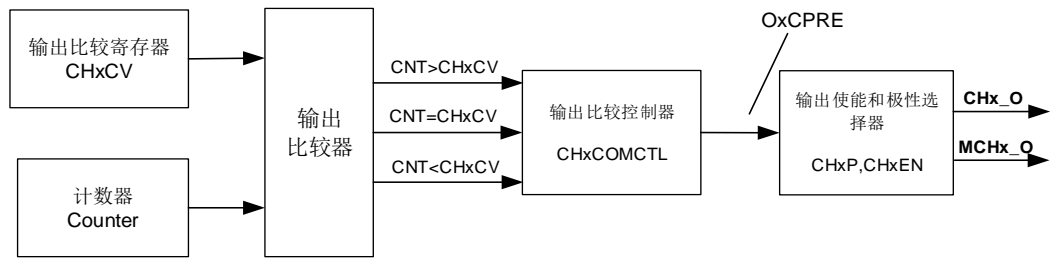 OxCPRE
输出比较寄存器
CHxCV
CNT>CHxCV
CNT=CHxCV
CNT<CHxCV
输出
比较器
输出比较控制器
CHxCOMCTL
输出使能和极性选
择器
CHxP,CHxEN
CHx_O
MCHx_O
计数器
Counter